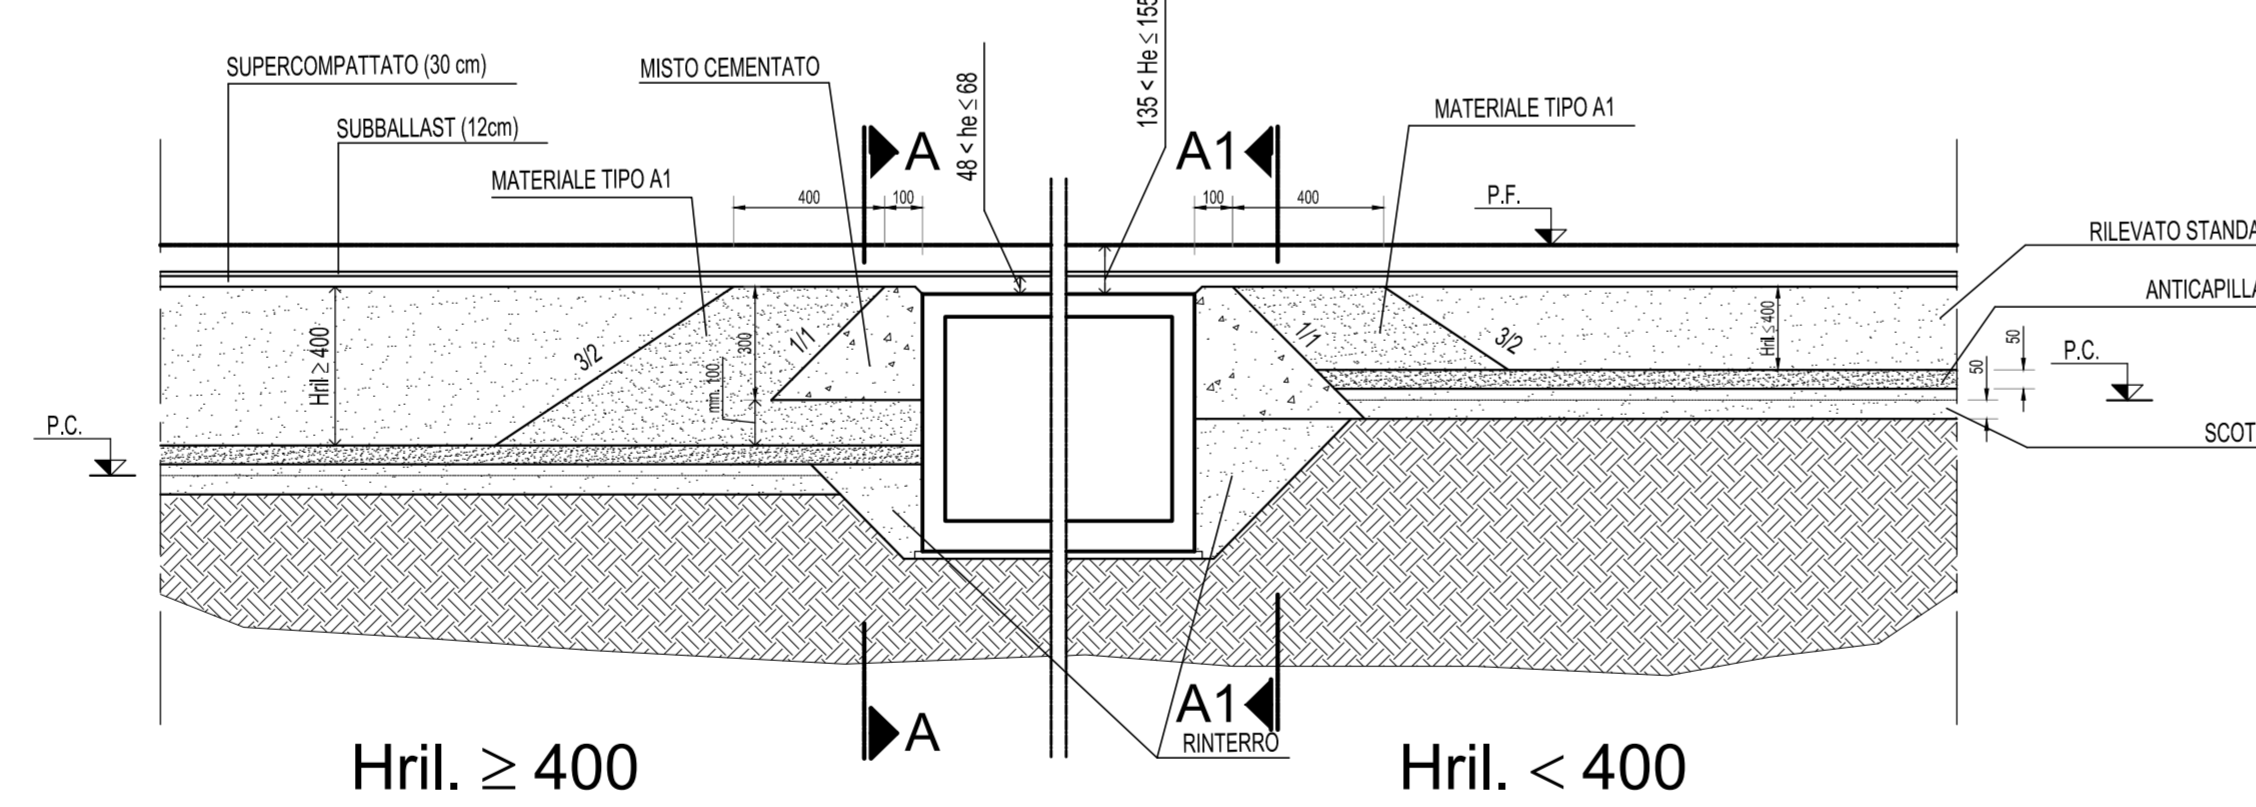 135 < He ≤ 155
SUPERCOMPATTATO (30 cm)
MISTO CEMENTATO
48 < he ≤ 68
MATERIALE TIPO A1
SUBBALLAST (12cm)
A
A1
MATERIALE TIPO A1
400
100
100
400
P.F.
RILEVATO STANDA
ANTICAPILLA
Hril ≥ 400
3/2
min. 100
300
1/1
1/1
3/2
Hril. ≤ 400
50
50
P.C.
P.C.
SCOT
A
A1
RINTERRO
Hril. ≥ 400
Hril. < 400